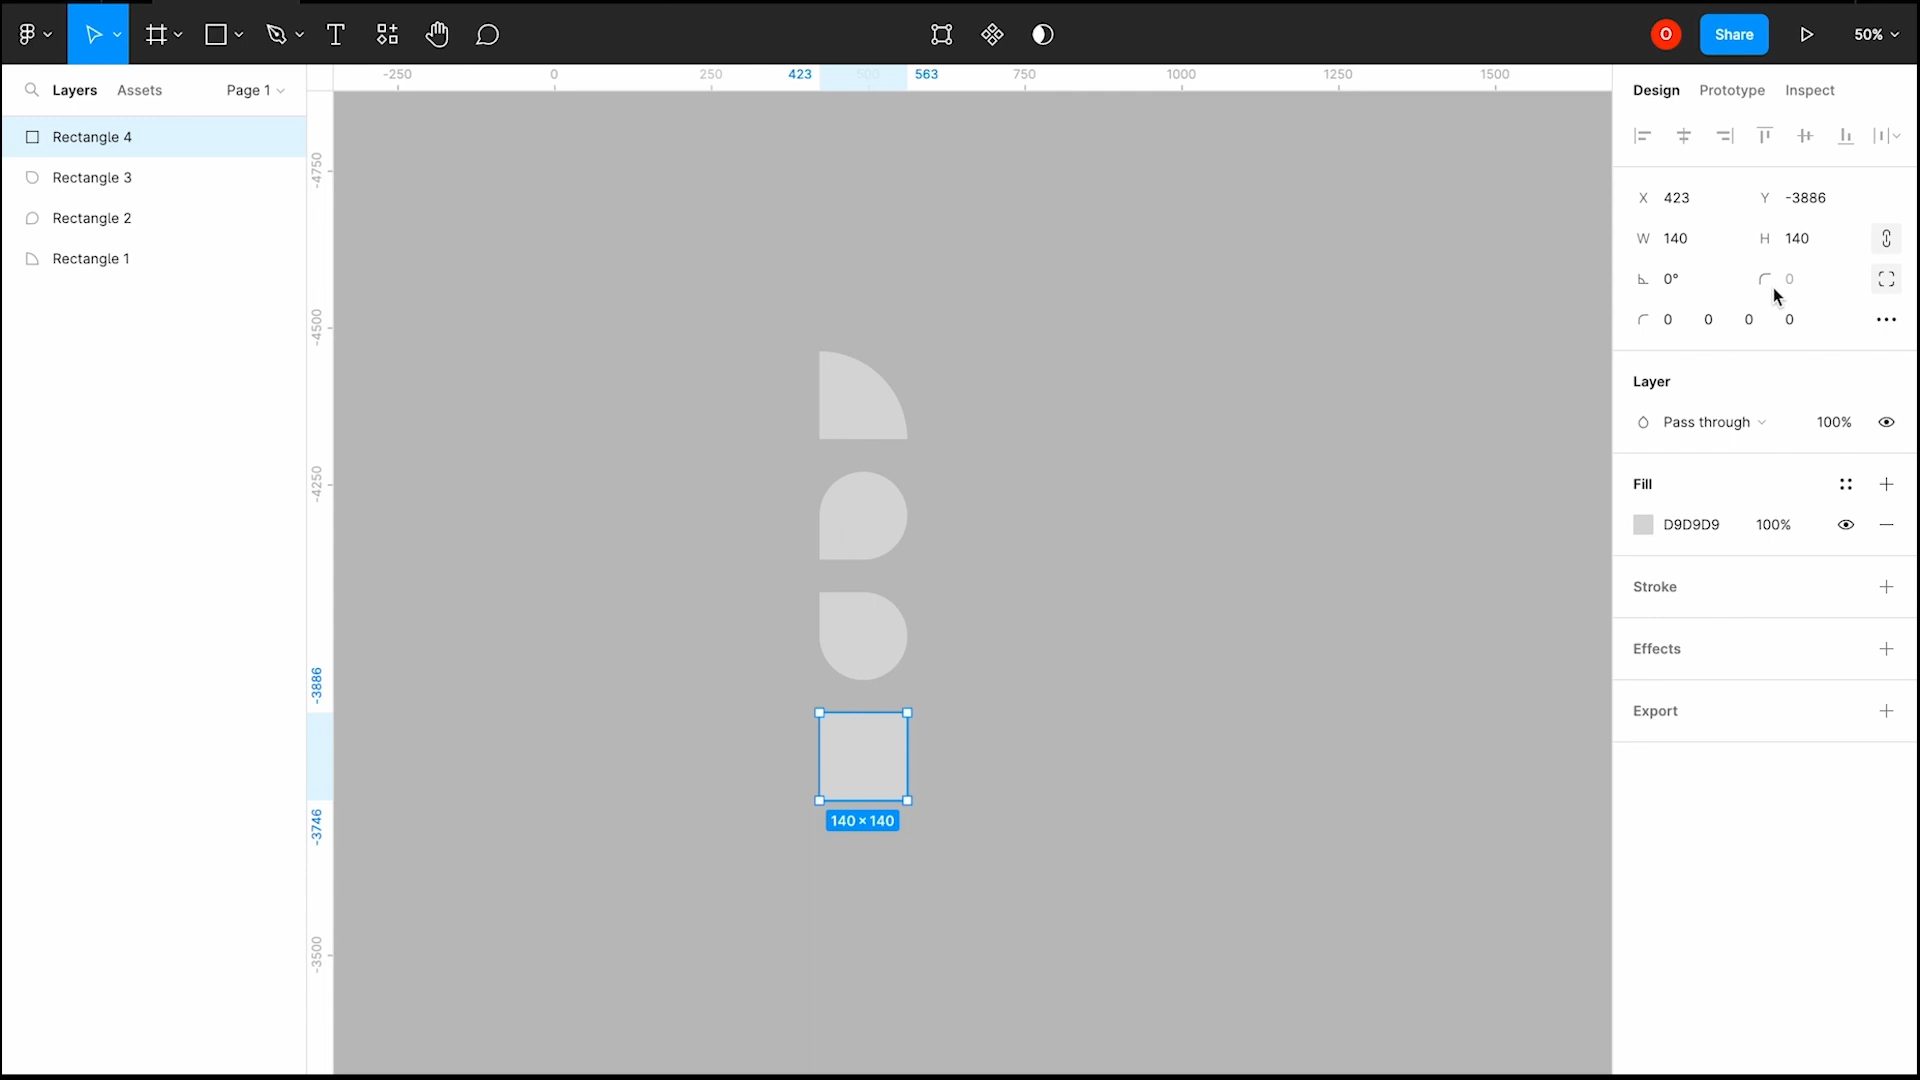 T
O
Share
50%
Layers
Assets
Page 1
Rectangle 4
Rectangle 3
Rectangle 2
Rectangle 1
-250
0
250
423
500
563
750
1000
1250
1500
-4750
-4500
-4250
-3886
-3746
-3500
140 × 140
Design
Prototype
Inspect
X 423
Y -3886
W 140
H 140
0°
0
0 0 0 0
Layer
Pass through
100%
Fill
D9D9D9
100%
Stroke
Effects
Export